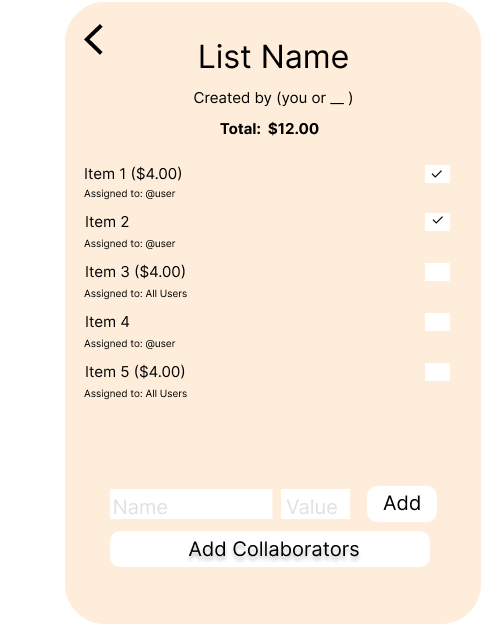 List Name
Created by (you or __ )
Total: $12.00
Item 1 ($4.00)
Assigned to: @user
Item 2
Assigned to: @user
Item 3 ($4.00)
Assigned to: All Users
Item 4
Assigned to: @user
Item 5 ($4.00)
Assigned to: All Users
Name Value Add
Add Collaborators